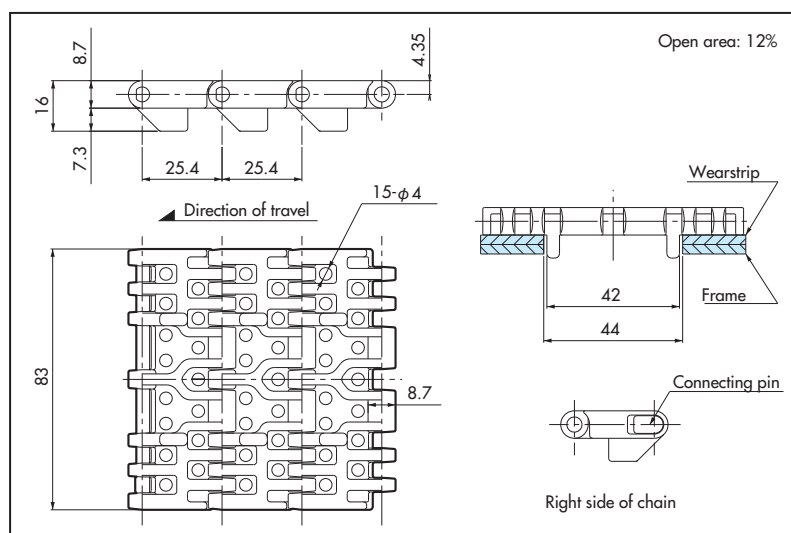 Open area: 12%
8.7
4.35
16
7.3
25.4
25.4
15-φ4
Direction of travel
Wearstrip
42
Frame
44
83
8.7
Connecting pin
Right side of chain